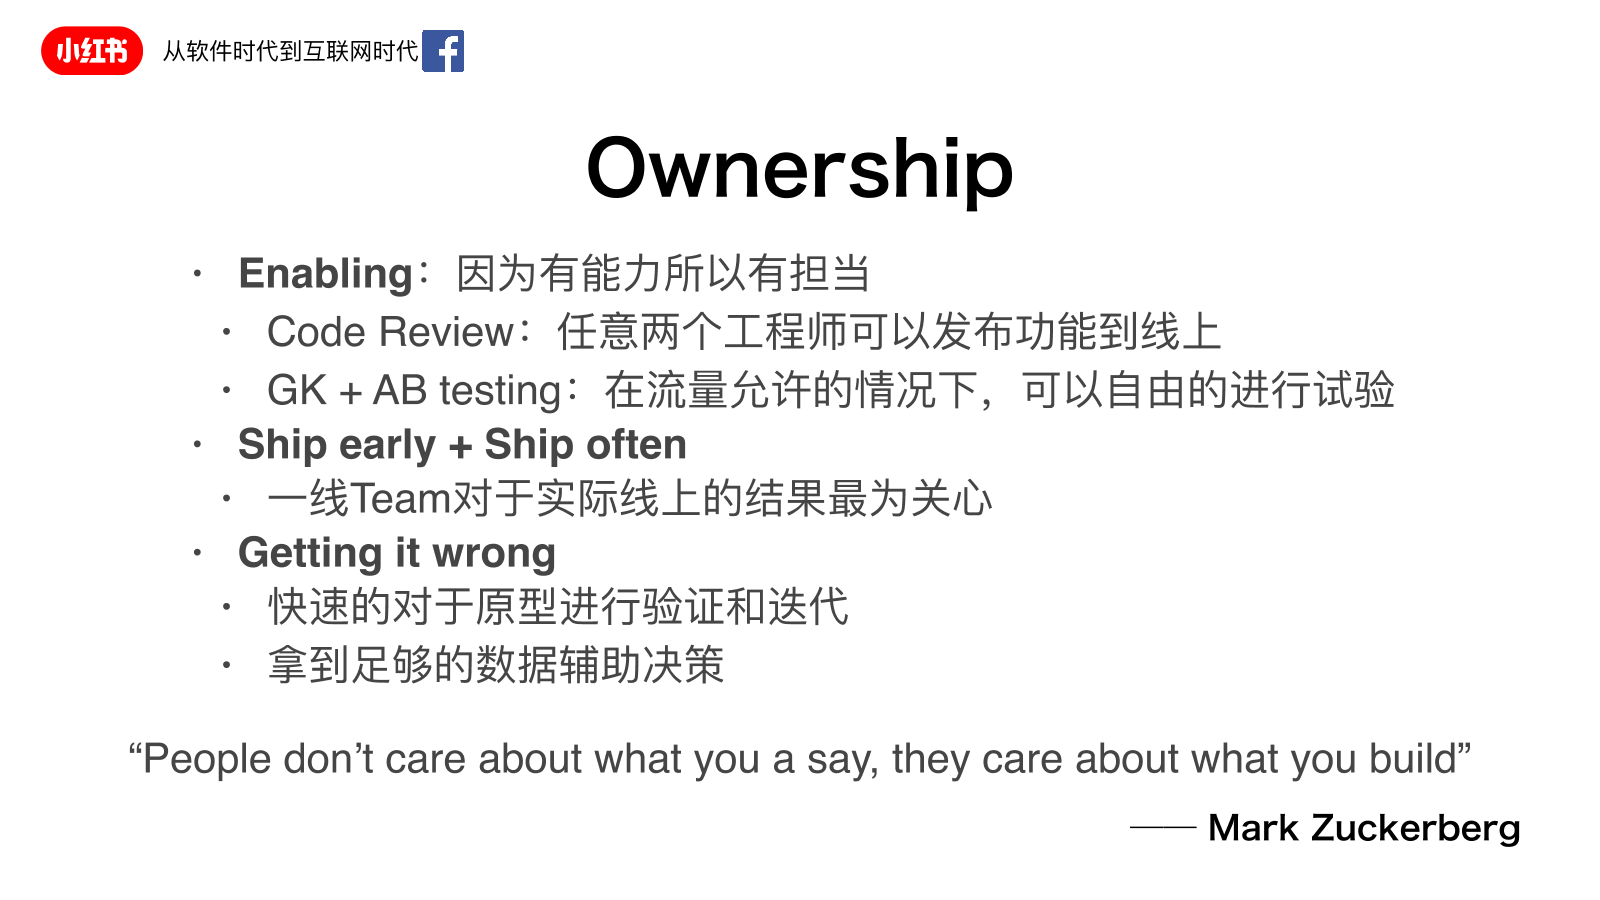 小红书 从软件时代到互联网时代 f
Ownership
• Enabling：因为有能力所以有担当
• Code Review：任意两个工程师可以发布功能到线上
• GK + AB testing：在流量允许的情况下，可以自由的进行试验
• Ship early + Ship often
• 一线Team对于实际线上的结果最为关心
• Getting it wrong
• 快速的对于原型进行验证和迭代
• 拿到足够的数据辅助决策
“People don’t care about what you a say, they care about what you build”
—— Mark Zuckerberg